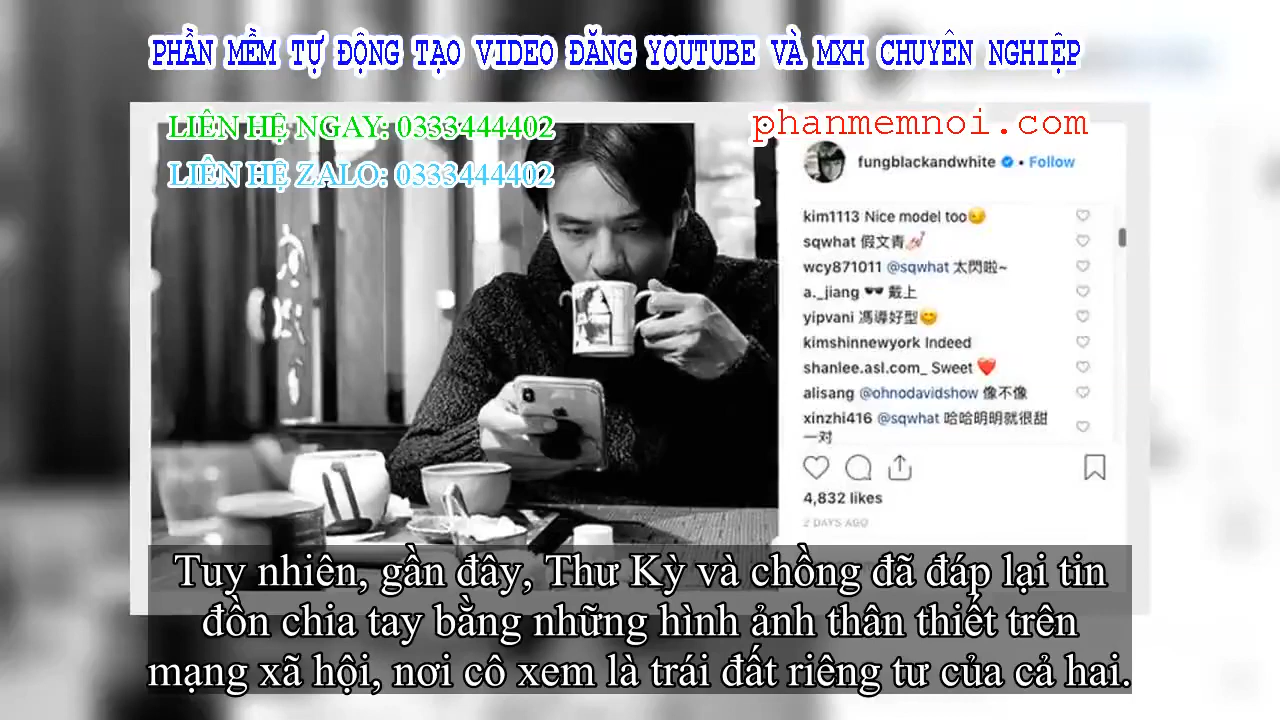 PHẦN MỀM TỰ ĐỘNG TẠO VIDEO ĐĂNG YOUTUBE VÀ MXH CHUYÊN NGHIỆP
LIÊN HỆ NGAY: 0333444402
phanmemnoi.com
LIÊN HỆ ZALO: 0333444402
fungblackandwhite • Follow
kim1113 Nice model too😏
sqwhat 假文青💅
wcy871011 @sqwhat 太閃啦~
a._jiang 🕶️ 戴上
yipvani 馮導好型😊
kimshinnewyork Indeed
shanlee.asl.com_ Sweet ❤️
alisang @ohnodavidshow 像不像
xinzhi416 @sqwhat 哈哈明明就很甜
一对
4,832 likes
2 DAYS AGO
Tuy nhiên, gần đây, Thư Kỳ và chồng đã đáp lại tin
đồn chia tay bằng những hình ảnh thân thiết trên
mạng xã hội, nơi cô xem là trái đất riêng tư của cả hai.